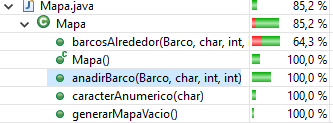 Mapa.java 85,2 %
Mapa 85,2 %
barcosAlrededor(Barco, char, int, 64,3 %
Mapa() 100,0 %
anadirBarco(Barco, char, int, int) 100,0 %
caracterAnumerico(char) 100,0 %
generarMapaVacio() 100,0 %